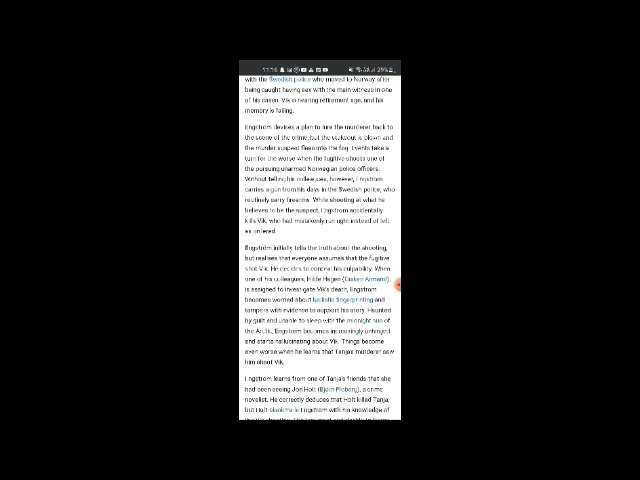 11:16
29%
with the Swedish police who moved to Norway after
being caught having sex with the main witness in one
of his cases. Vik is nearing retirement age, and his
memory is failing.
Engström devises a plan to lure the murderer back to
the scene of the crime, but the stakeout is blown and
the murder suspect flees into the fog. Events take a
turn for the worse when the fugitive shoots one of
the pursuing unarmed Norwegian police officers.
Without telling his colleagues, however, Engström
carries a gun from his days in the Swedish police, who
routinely carry firearms. While shooting at what he
believes to be the suspect, Engström accidentally
kills Vik, who had mistakenly run right instead of left
as ordered.
Engström initially tells the truth about the shooting,
but realises that everyone assumes that the fugitive
shot Vik. He decides to conceal his culpability. When
one of his colleagues, Hilde Hagen (Gisken Armand),
is assigned to investigate Vik's death, Engström
becomes worried about ballistic fingerprinting and
tampers with evidence to support his story. Haunted
by guilt and unable to sleep with the midnight sun of
the Arctic, Engström becomes increasingly unhinged
and starts hallucinating about Vik. Things become
even worse when he learns that Tanja's murderer saw
him shoot Vik.
Engström learns from one of Tanja's friends that she
had been seeing Jon Holt (Bjørn Floberg), a crime
novelist. He correctly deduces that Holt killed Tanja,
but Holt blackmails Engström with his knowledge of